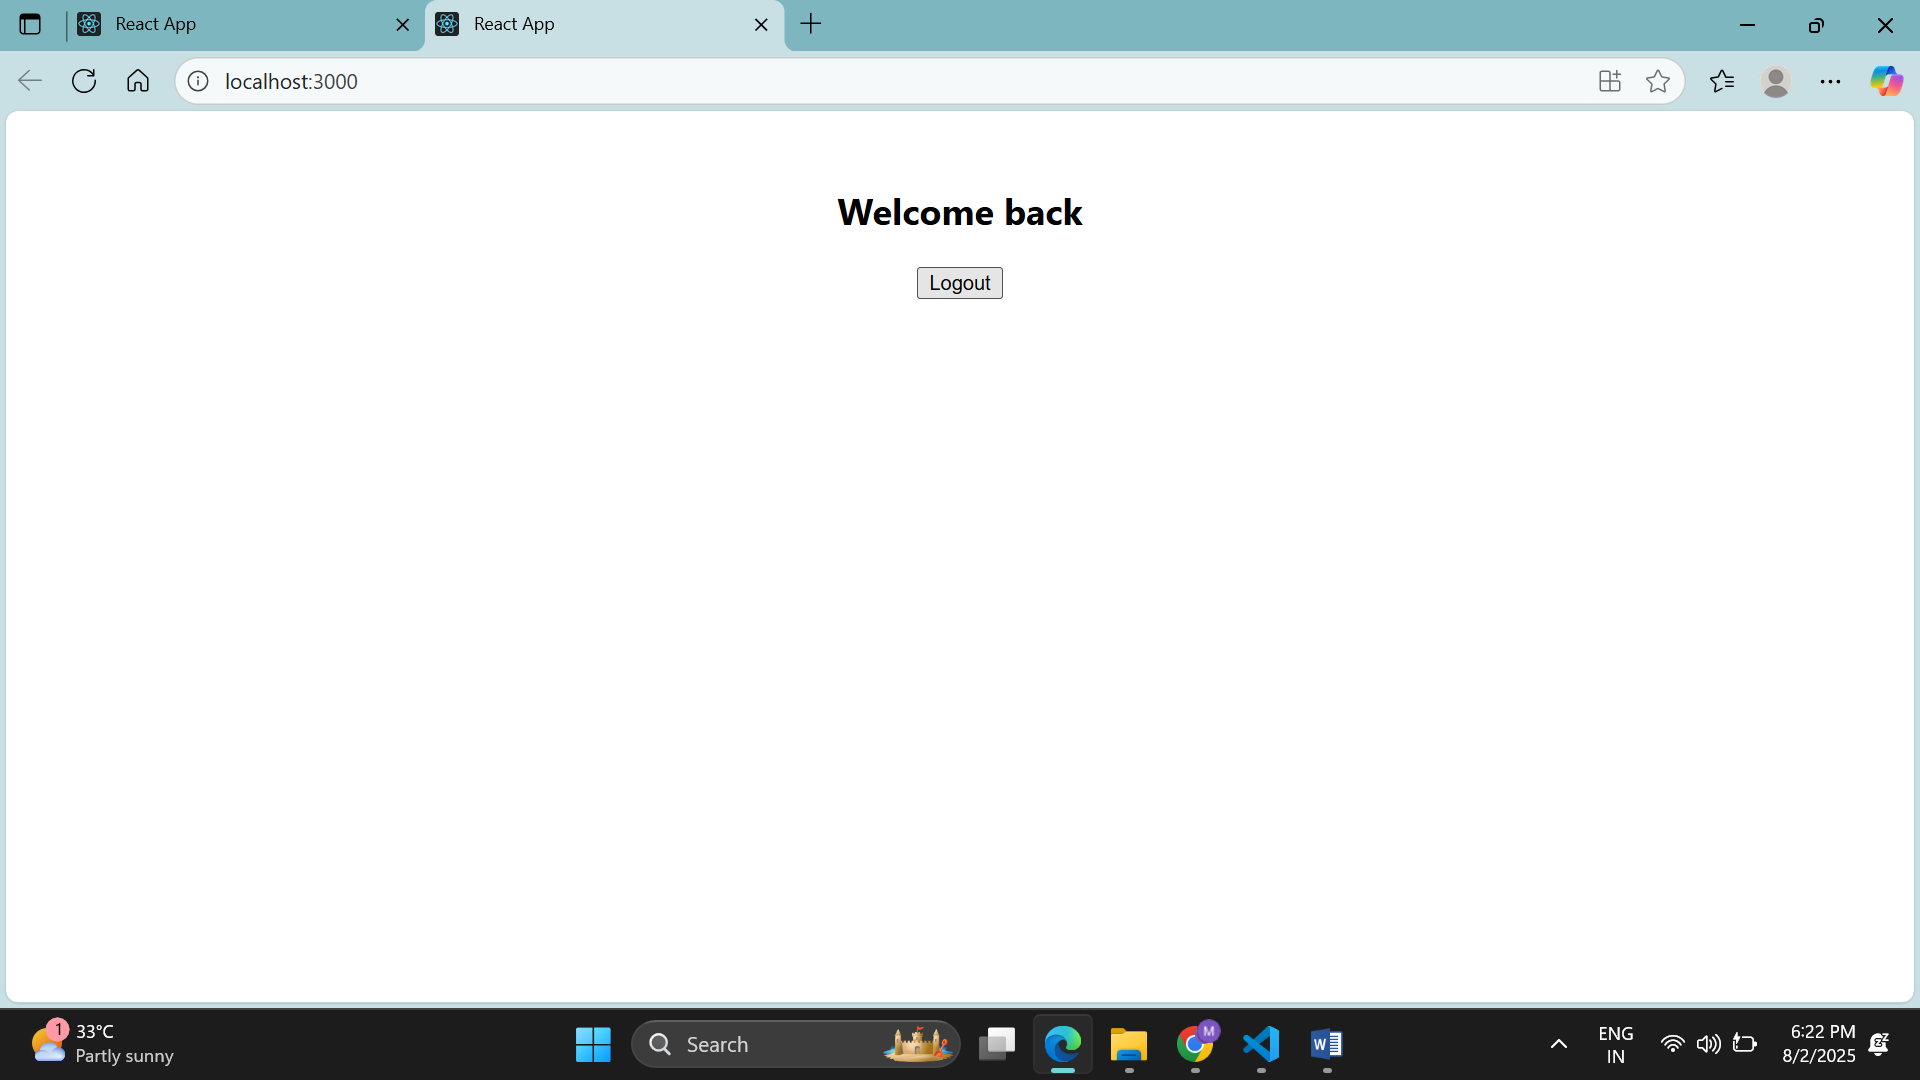 React App
React App
localhost:3000
Welcome back
Logout
1
33°C
Partly sunny
Search
M
W
ENG
IN
6:22 PM
8/2/2025